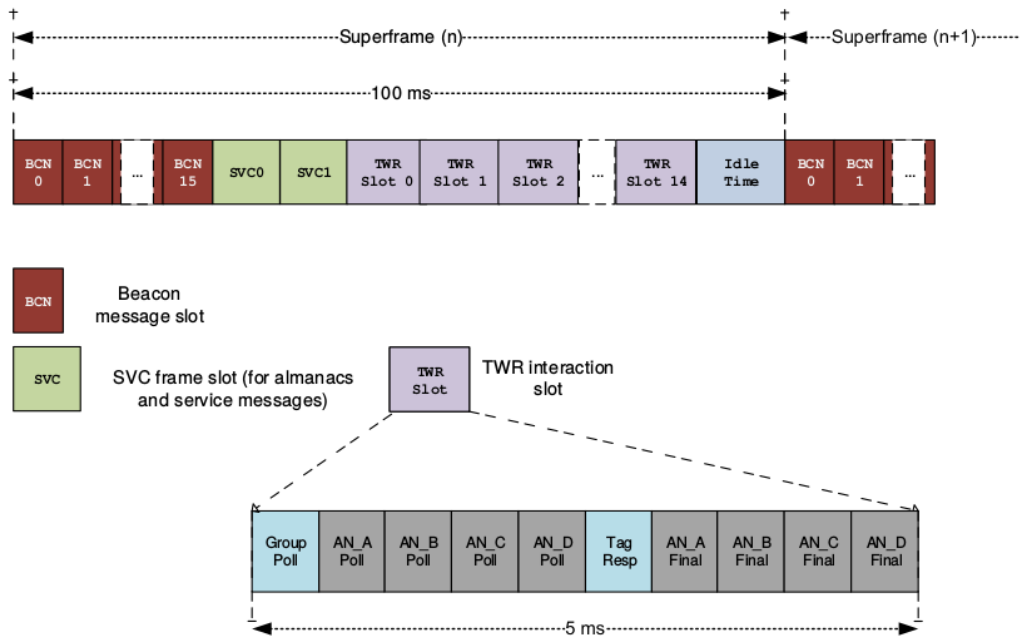 Superframe (n)
Superframe (n+1)
100 ms
BCN
0
BCN
1
...
BCN
15
SVC0
SVC1
TWR
Slot 0
TWR
Slot 1
TWR
Slot 2
...
TWR
Slot 14
Idle
Time
BCN
0
BCN
1
...
BCN
Beacon
message slot
SVC
SVC frame slot (for almanacs
and service messages)
TWR
Slot
TWR interaction
slot
Group
Poll
AN_A
Poll
AN_B
Poll
AN_C
Poll
AN_D
Poll
Tag
Resp
AN_A
Final
AN_B
Final
AN_C
Final
AN_D
Final
5 ms